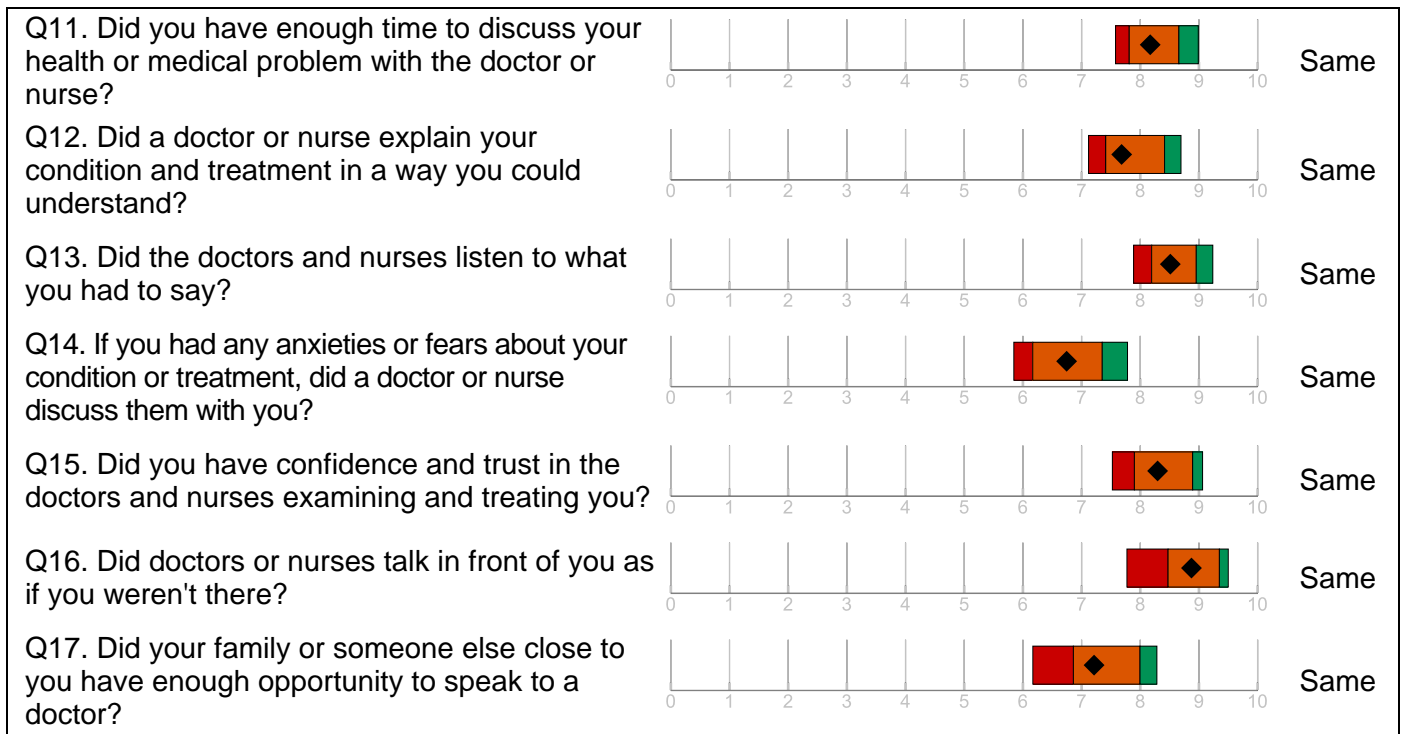 Q11. Did you have enough time to discuss your
health or medical problem with the doctor or
nurse?
0 1 2 3 4 5 6 7 8 9 10
Same
Q12. Did a doctor or nurse explain your
condition and treatment in a way you could
understand?
0 1 2 3 4 5 6 7 8 9 10
Same
Q13. Did the doctors and nurses listen to what
you had to say?
0 1 2 3 4 5 6 7 8 9 10
Same
Q14. If you had any anxieties or fears about your
condition or treatment, did a doctor or nurse
discuss them with you?
0 1 2 3 4 5 6 7 8 9 10
Same
Q15. Did you have confidence and trust in the
doctors and nurses examining and treating you?
0 1 2 3 4 5 6 7 8 9 10
Same
Q16. Did doctors or nurses talk in front of you as
if you weren't there?
0 1 2 3 4 5 6 7 8 9 10
Same
Q17. Did your family or someone else close to
you have enough opportunity to speak to a
doctor?
0 1 2 3 4 5 6 7 8 9 10
Same